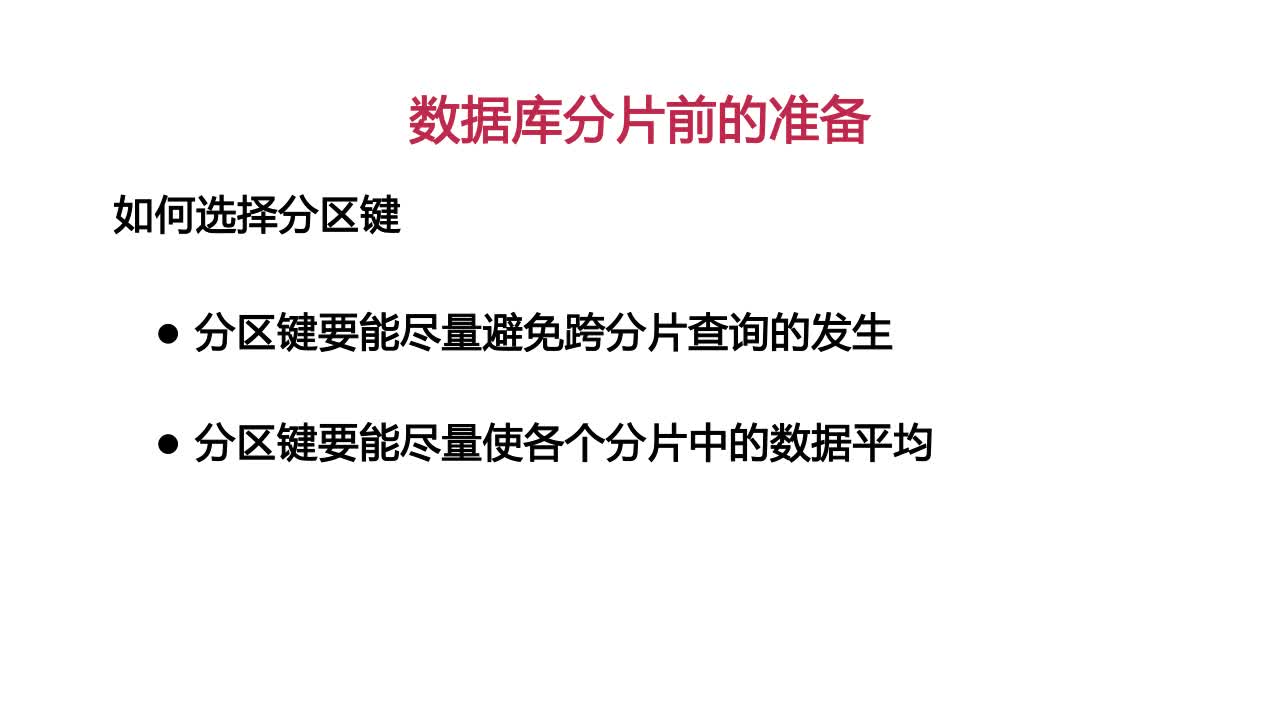 数据库分片前的准备
如何选择分区键
● 分区键要能尽量避免跨分片查询的发生
● 分区键要能尽量使各个分片中的数据平均